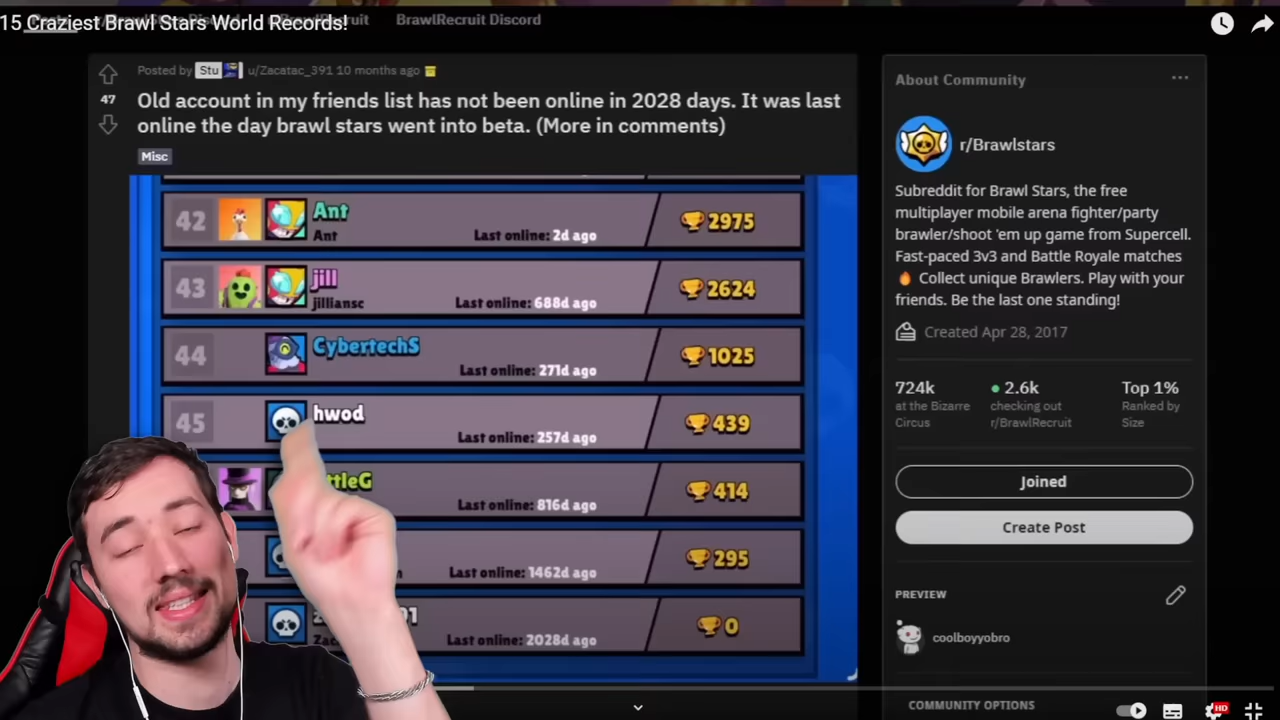 15 Craziest Brawl Stars World Records!
BrawlRecruit Discord
Posted by Stu u/Zacatac_391 10 months ago
47
Old account in my friends list has not been online in 2028 days. It was last
online the day brawl stars went into beta. (More in comments)
Misc
42 Ant
Ant Last online: 2d ago 2975
43 jill
jilliansc Last online: 688d ago 2624
44 CybertechS
Last online: 271d ago 1025
45 hwod
Last online: 257d ago 439
Last online: 816d ago 414
Last online: 1462d ago 295
Last online: 2028d ago 0
About Community
r/Brawlstars
Subreddit for Brawl Stars, the free
multiplayer mobile arena fighter/party
brawler/shoot 'em up game from Supercell.
Fast-paced 3v3 and Battle Royale matches
🔥 Collect unique Brawlers. Play with your
friends. Be the last one standing!
Created Apr 28, 2017
724k 2.6k Top 1%
at the Bizarre checking out Ranked by
Circus r/BrawlRecruit Size
Joined
Create Post
PREVIEW
coolboyyobro
COMMUNITY OPTIONS
HD